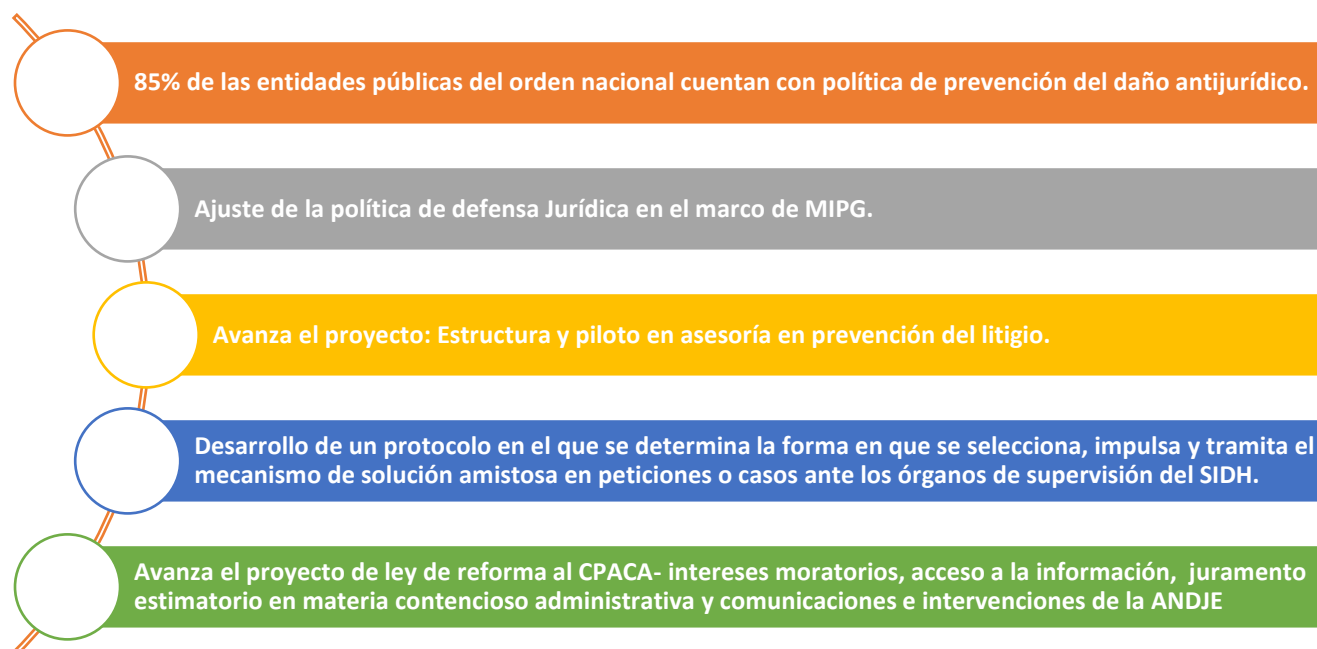 85% de las entidades públicas del orden nacional cuentan con política de prevención del daño antijurídico.
Ajuste de la política de defensa Jurídica en el marco de MIPG.
Avanza el proyecto: Estructura y piloto en asesoría en prevención del litigio.
Desarrollo de un protocolo en el que se determina la forma en que se selecciona, impulsa y tramita el
mecanismo de solución amistosa en peticiones o casos ante los órganos de supervisión del SIDH.
Avanza el proyecto de ley de reforma al CPACA- intereses moratorios, acceso a la información, juramento
estimatorio en materia contencioso administrativa y comunicaciones e intervenciones de la ANDJE